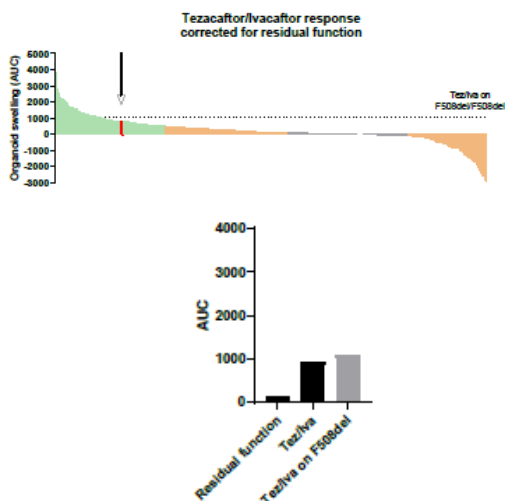 Tezacaftor/Ivacaftor response
corrected for residual function
Organoid swelling (AUC)
5000
4000
3000
2000
1000
0
-1000
-2000
-3000
Tez/Iva on
F508del/F508del
AUC
4000
3000
2000
1000
0
Residual function
Tez/Iva
Tez/Iva on F508del